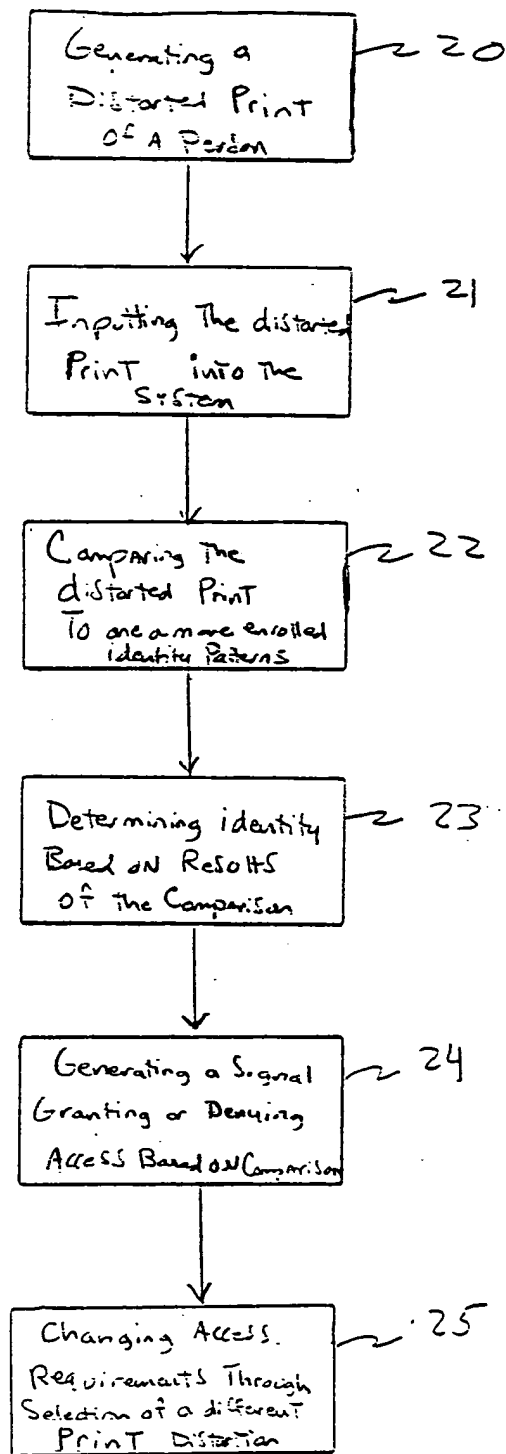 Generating a
Distorted Print
of A Person
20
Inputting The distorted
Print into the
System
21
Comparing The
distorted Print
To one or more enrolled
identity Patterns
22
Determining identity
Based on Results
of the Comparison
23
Generating a Signal
Granting or Denying
Access Based on Comparison
24
Changing Access
Requirements Through
Selection of a different
Print Distortion
25